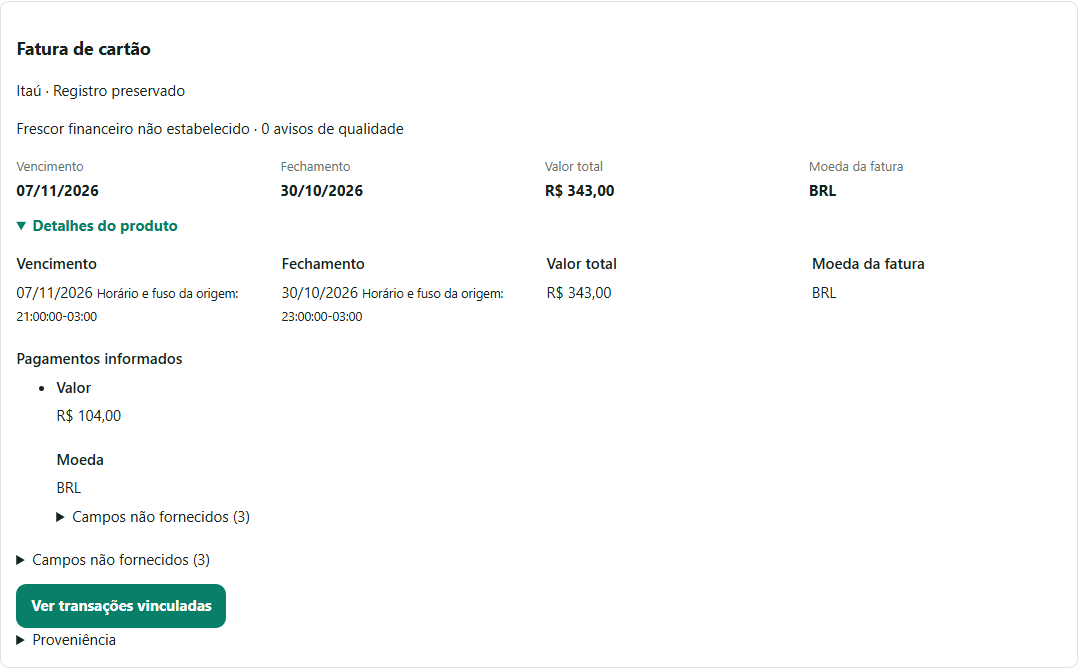 Fatura de cartão
Itaú · Registro preservado
Frescor financeiro não estabelecido · 0 avisos de qualidade
Vencimento Fechamento Valor total Moeda da fatura
07/11/2026 30/10/2026 R$ 343,00 BRL
▼ Detalhes do produto
Vencimento Fechamento Valor total Moeda da fatura
07/11/2026 Horário e fuso da origem: 30/10/2026 Horário e fuso da origem: R$ 343,00 BRL
21:00:00-03:00 23:00:00-03:00
Pagamentos informados
• Valor
R$ 104,00
Moeda
BRL
▶ Campos não fornecidos (3)
▶ Campos não fornecidos (3)
Ver transações vinculadas
▶ Proveniência